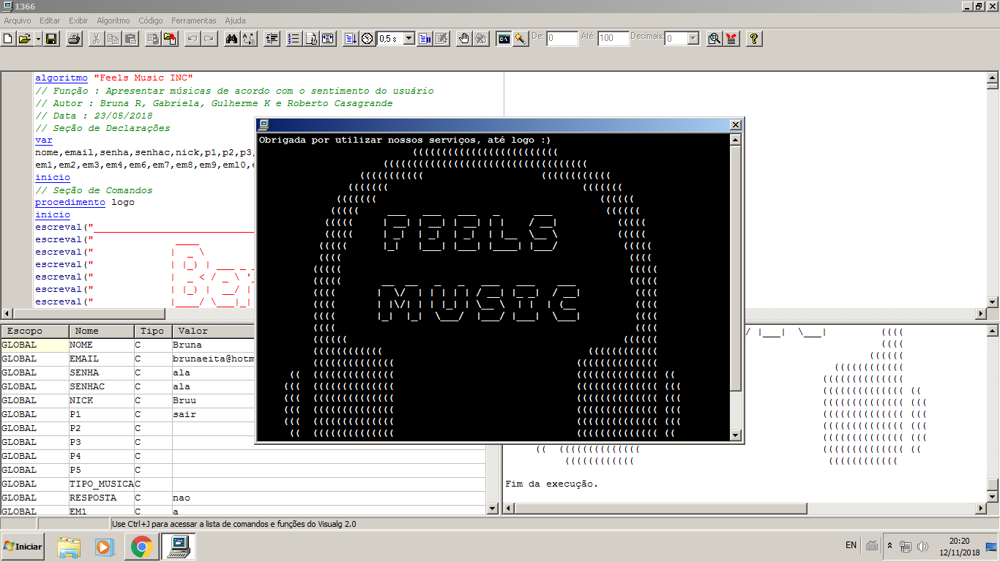 1366
Arquivo Editar Exibir Algoritmo Código Ferramentas Ajuda
0,5 s De: 0 Até: 100 Decimais: 0
algoritmo "Feels Music INC"
// Função : Apresentar músicas de acordo com o sentimento do usuário
// Autor : Bruna R, Gabriela, Gulherme K e Roberto Casagrande
// Data : 23/05/2018
// Seção de Declarações
var
nome,email,senha,senhac,nick,p1,p2,p3,
em1,em2,em3,em4,em6,em7,em8,em9,em10,
inicio
// Seção de Comandos
procedimento logo
inicio
escreval("
escreval("
escreval("
escreval("
escreval("
escreval("
escreval("
Obrigada por utilizar nossos serviços, até logo :)
FEELS
MUSIC
Escopo Nome Tipo Valor
GLOBAL NOME C Bruna
GLOBAL EMAIL C brunaeita@hotm
GLOBAL SENHA C ala
GLOBAL SENHAC C ala
GLOBAL NICK C Bruu
GLOBAL P1 C sair
GLOBAL P2 C
GLOBAL P3 C
GLOBAL P4 C
GLOBAL P5 C
GLOBAL TIPO_MUSICA C
GLOBAL RESPOSTA C nao
GLOBAL EM1 C a
Fim da execução.
Use Ctrl+J para acessar a lista de comandos e funções do Visualg 2.0
Iniciar
EN
20:20
12/11/2018